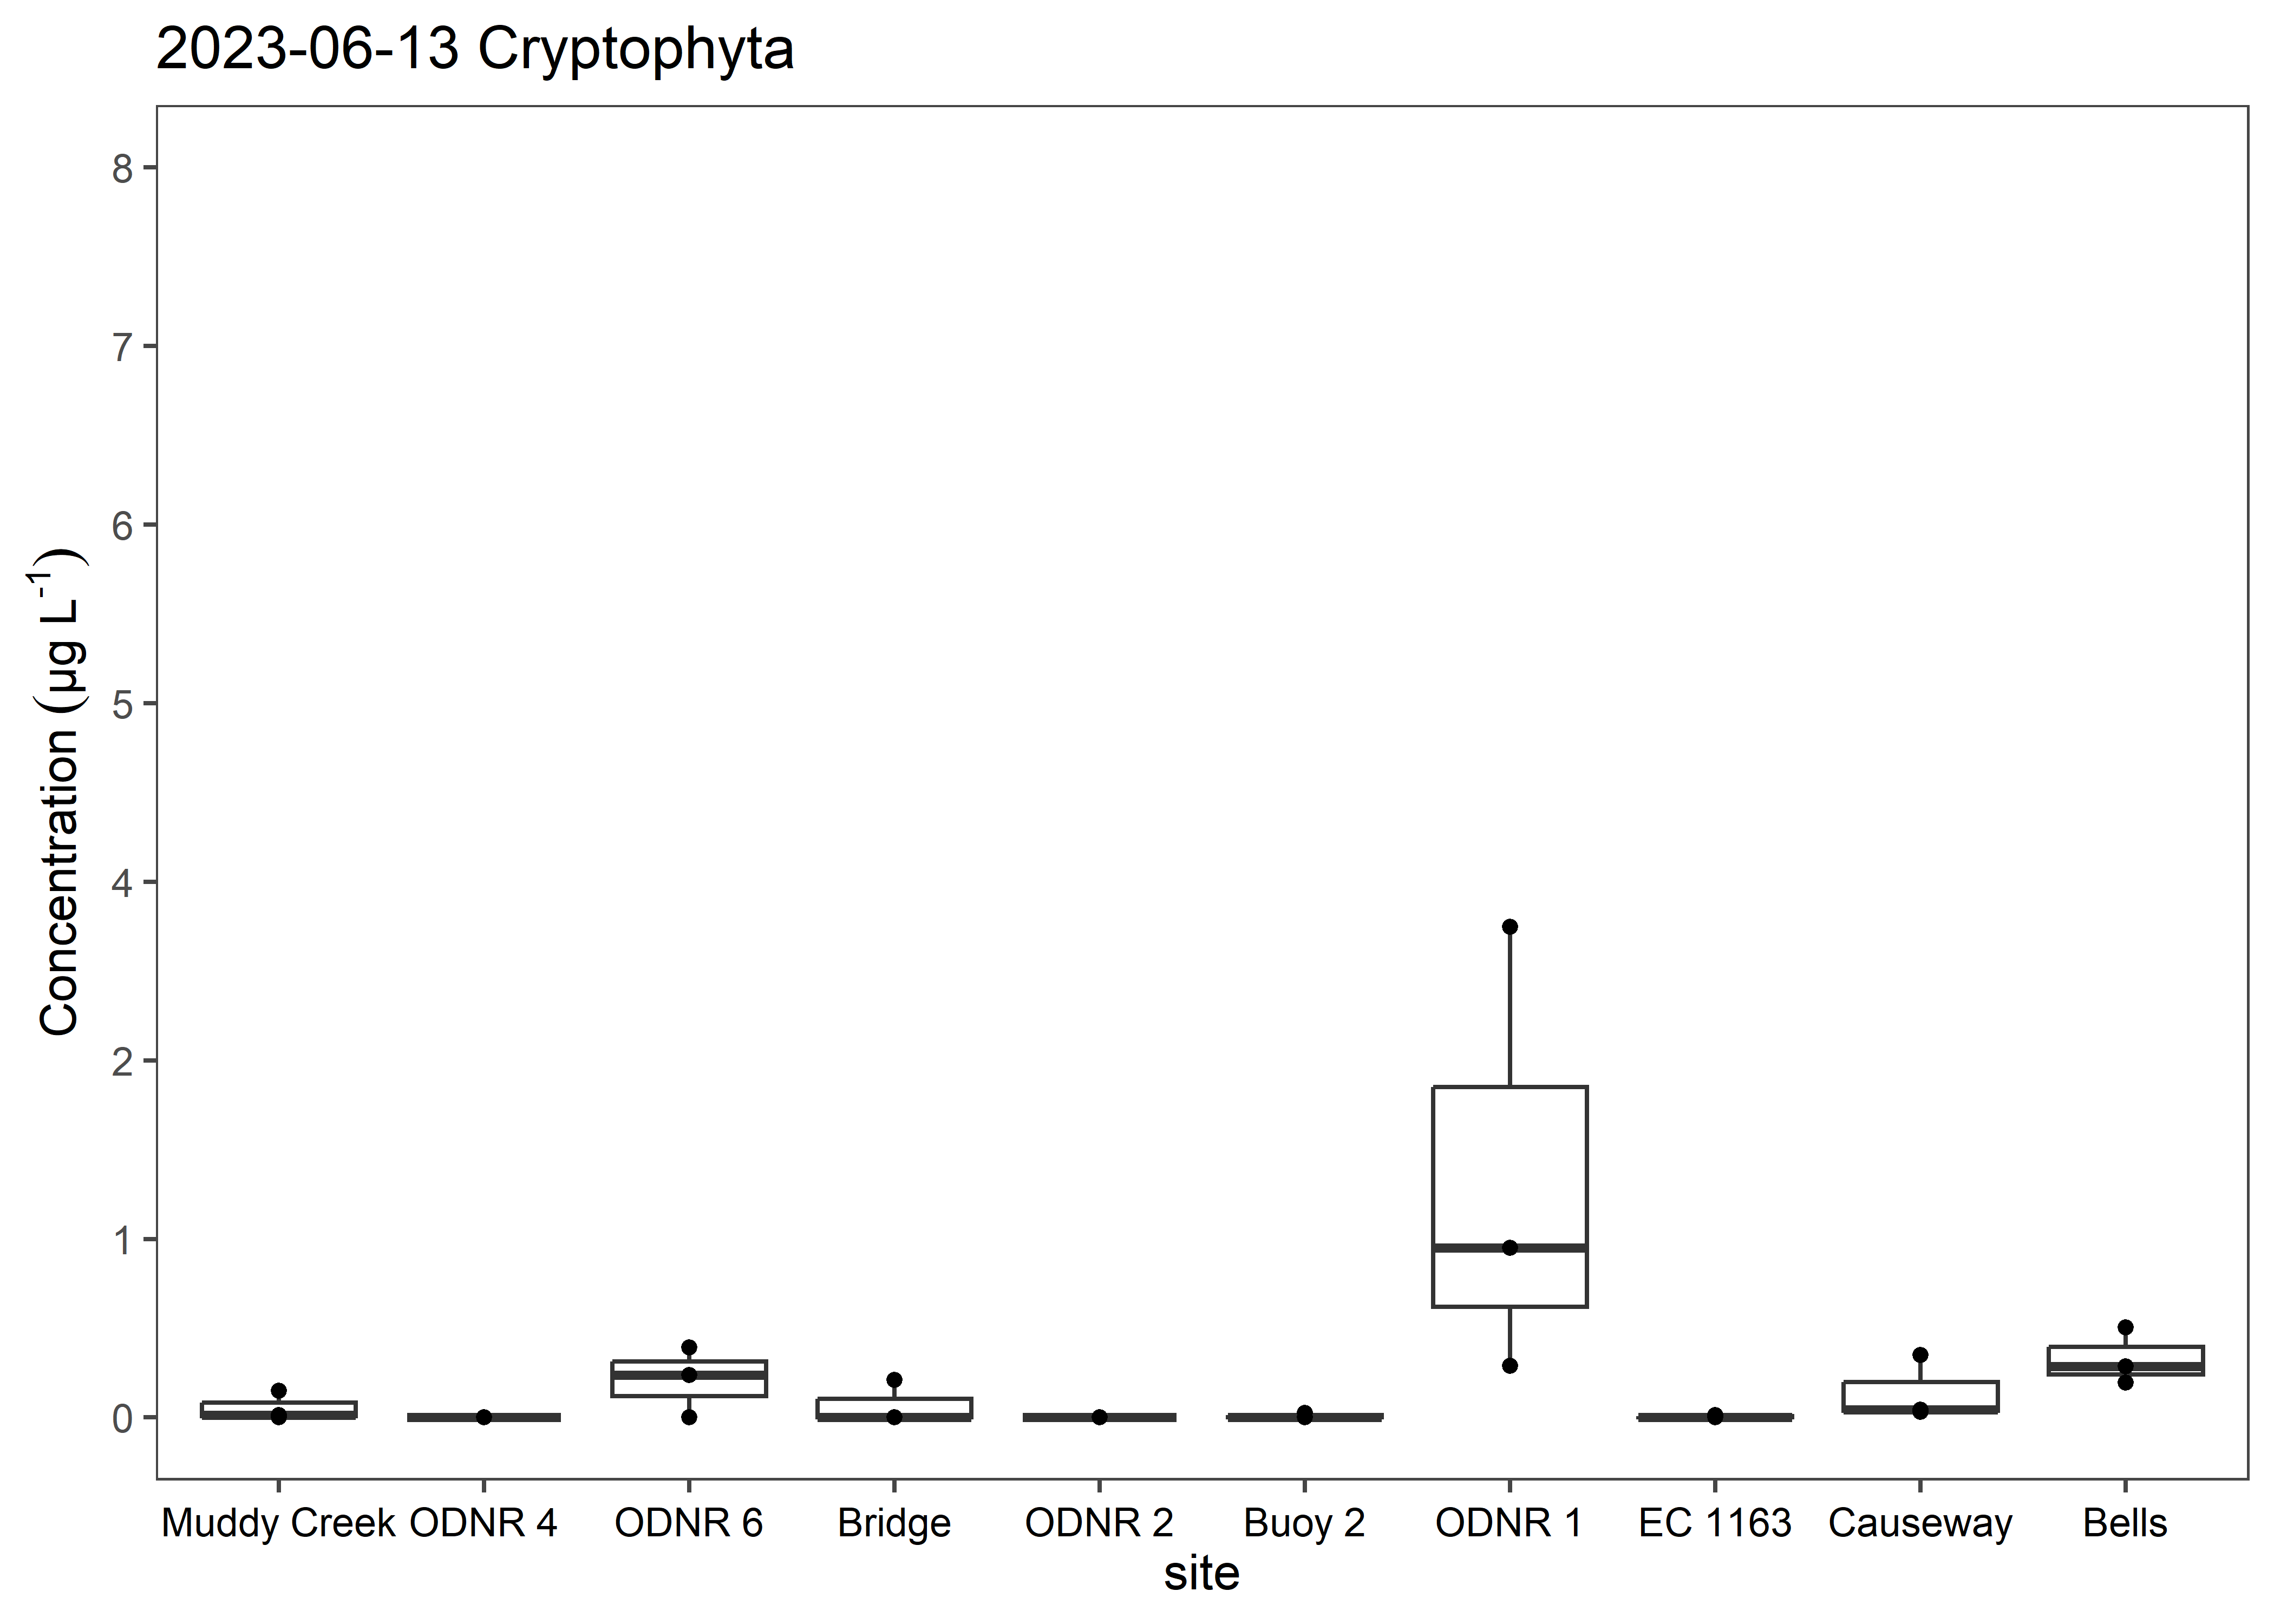 2023-06-13 Cryptophyta
8
7
6
5
4
2
1
0
Concentration (µg L⁻¹)
Muddy Creek ODNR 4 ODNR 6 Bridge ODNR 2 Buoy 2 ODNR 1 EC 1163 Causeway Bells
site